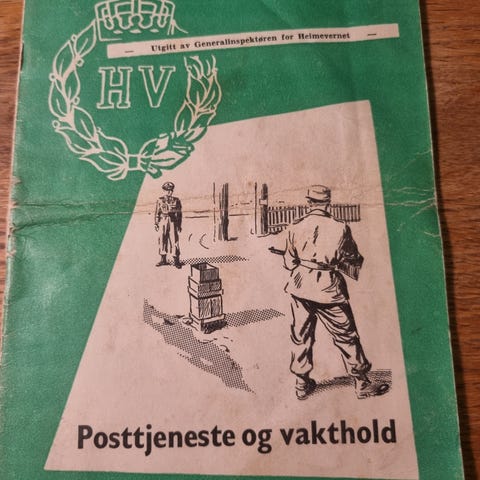 — Utgitt av Generalinspektøren for Heimevernet —
HV
Posttjeneste og vakthold